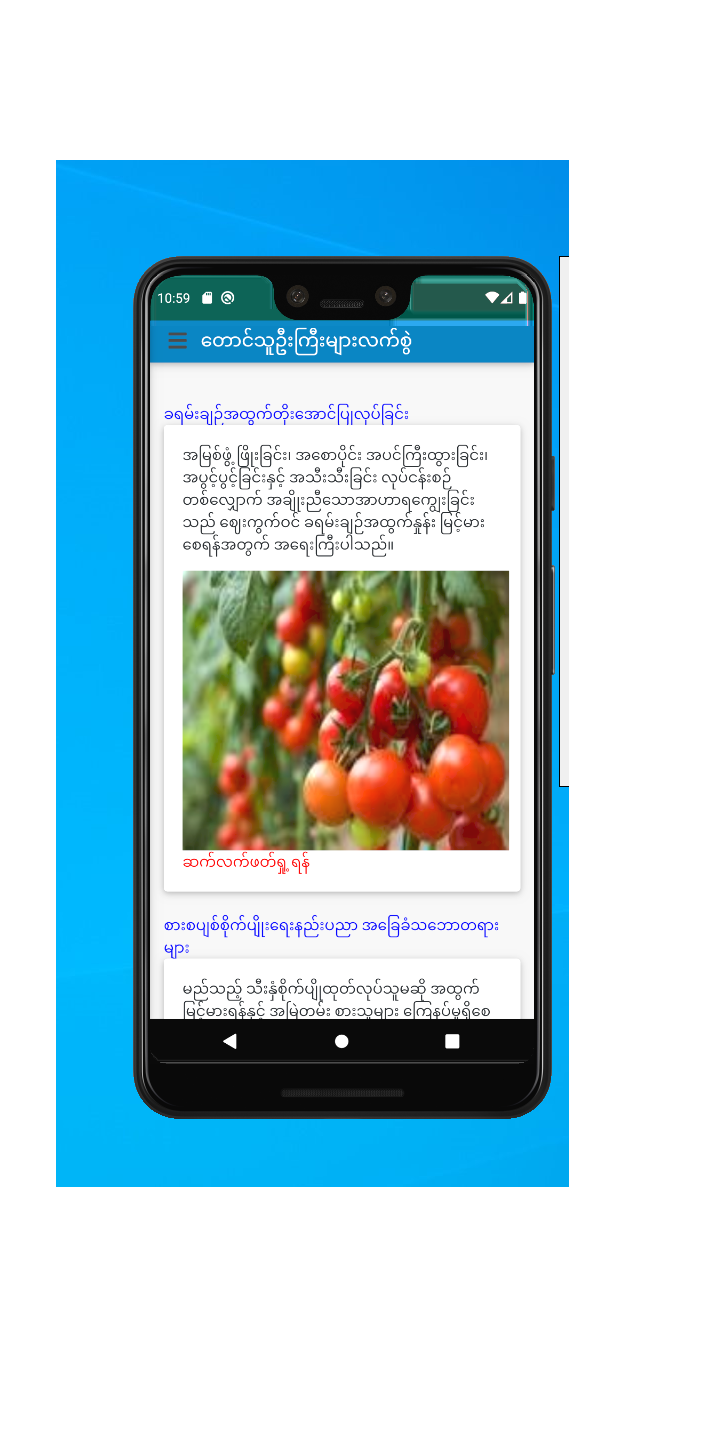 10:59
တောင်သူဦးကြီးများလက်စွဲ
ခရမ်းချဉ်အထွက်တိုးအောင်ပြုလုပ်ခြင်း
အမြစ်ဖွံ့ဖြိုးခြင်း၊ အစောပိုင်း အပင်ကြီးထွားခြင်း၊
အပွင့်ပွင့်ခြင်းနှင့် အသီးသီးခြင်း လုပ်ငန်းစဉ်
တစ်လျှောက် အချိုးညီသောအာဟာရကျွေးခြင်း
သည် ဈေးကွက်ဝင် ခရမ်းချဉ်အထွက်နှုန်း မြင့်မား
စေရန်အတွက် အရေးကြီးပါသည်။
ဆက်လက်ဖတ်ရှု့ရန်
စားစပျစ်စိုက်ပျိုးရေးနည်းပညာ အခြေခံသဘောတရား
များ
မည်သည့် သီးနှံစိုက်ပျိုထုတ်လုပ်သူမဆို အထွက်
မြင့်မားရန်နှင့် အမြဲတမ်း စားသူများ ကြေနပ်မှုရှိစေ